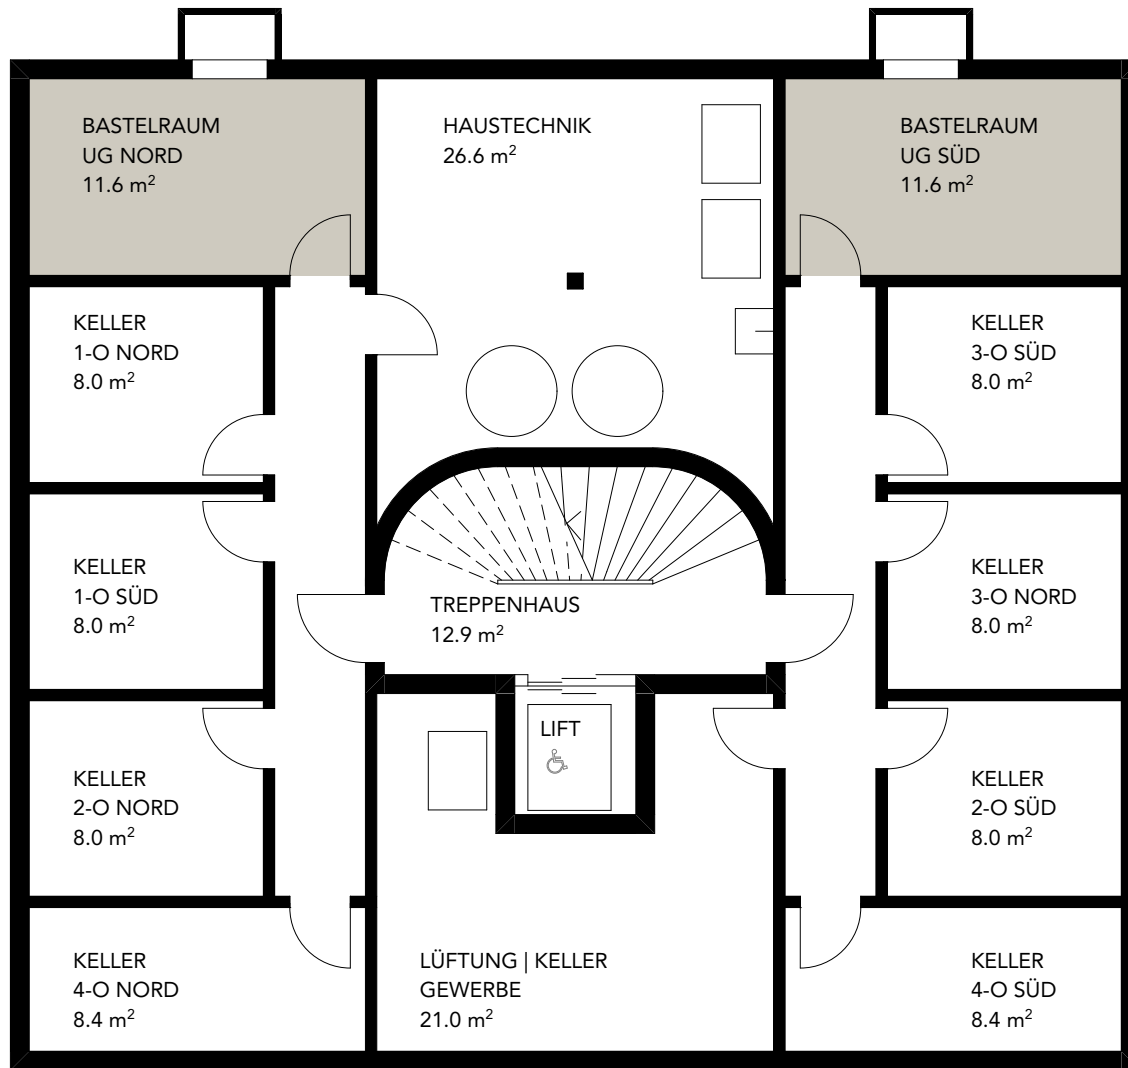 BASTELRAUM
UG NORD
11.6 m²
HAUSTECHNIK
26.6 m²
BASTELRAUM
UG SÜD
11.6 m²
KELLER
1-O NORD
8.0 m²
KELLER
3-O SÜD
8.0 m²
KELLER
1-O SÜD
8.0 m²
TREPPENHAUS
12.9 m²
KELLER
3-O NORD
8.0 m²
LIFT
KELLER
2-O NORD
8.0 m²
KELLER
2-O SÜD
8.0 m²
KELLER
4-O NORD
8.4 m²
LÜFTUNG | KELLER
GEWERBE
21.0 m²
KELLER
4-O SÜD
8.4 m²